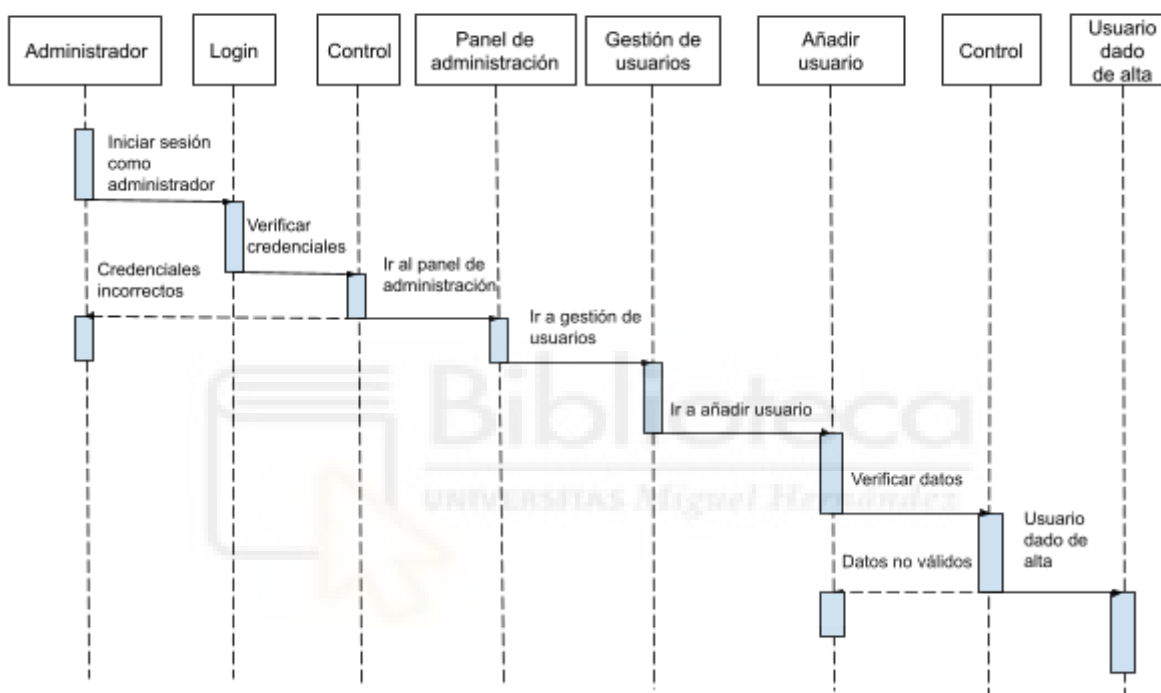 Administrador
Login
Control
Panel de
administración
Gestión de
usuarios
Añadir
usuario
Control
Usuario
dado
de alta
Iniciar sesión
como
administrador
Verificar
credenciales
Credenciales
incorrectos
Ir al panel de
administración
Ir a gestión de
usuarios
Biblioteca
UNIVERSITAS Miguel Hernández
Ir a añadir usuario
Verificar datos
Usuario
dado de
alta
Datos no válidos